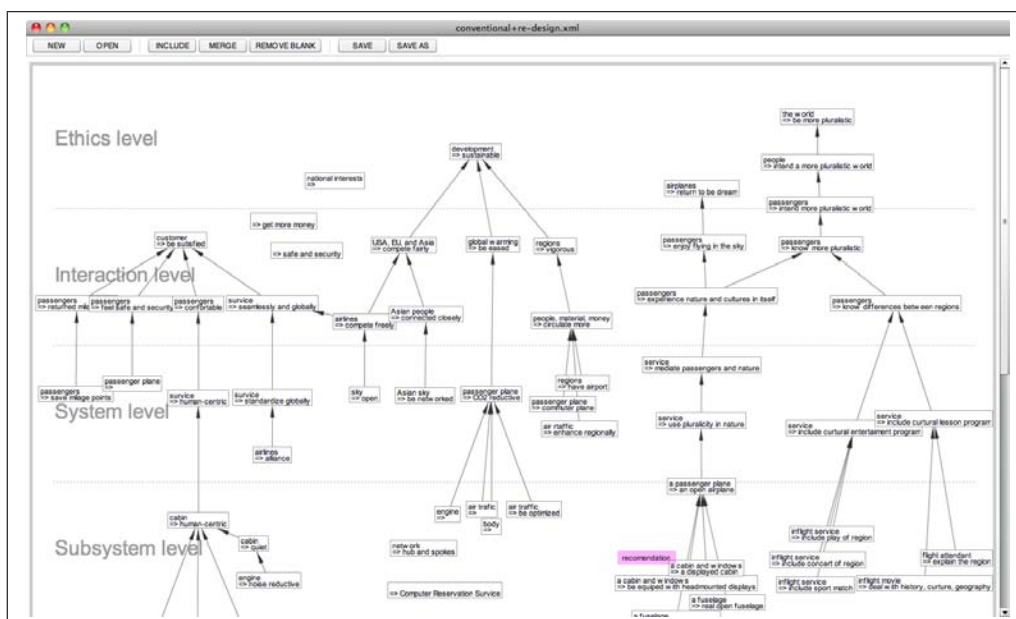 conventional+re-design.xml
NEW
OPEN
INCLUDE
MERGE
REMOVE BLANK
SAVE
SAVE AS
Ethics level
the world
=> be more pluralistic
development
=> sustainable
people
=> intend a more pluralistic world
national interests
=>
airplanes
=> return to be dream
passengers
=> intend more pluralistic world
=> get more money
customer
=> be satisfied
=> safe and security
USA, EU, and Asia
=> compete fairly
global warming
=> be eased
regions
=> vigorous
passengers
=> enjoy flying in the sky
passengers
=> know more pluralistic
Interaction level
passengers
=> returned
passengers
=> feel safe and security
passengers
=> comfortable
survice
=> seamlessly and globally
airlines
=> compete freely
Asian people
=> connected closely
people, material, money
=> circulate more
passengers
=> experience nature and cultures in itself
passengers
=> know differences between regions
passengers
=> save milage points
passenger plane
=>
survice
=> human-centric
survice
=> standardize globally
sky
=> open
Asian sky
=> be networked
passenger plane
=> CO2 reductive
regions
=> have airport
passenger plane
=> commuter plane
air rtaffic
=> enhance regionally
service
=> mediate passengers and nature
System level
service
=> use pluralicity in nature
service
=> include curtural entertaiment program
service
=> include curtural lesson program
airlines
=> alliance
a passenger plane
=> an open airplane
cabin
=> human-centric
engine
=>
air trafic
=>
body
=>
air traffic
=> be optimized
Subsystem level
cabin
=> quiet
engine
=> noise reductive
network
=> hub and spokes
=> Computer Reservation Service
recomendation
a cabin and windows
=> a displayed cabin
a cabin and windows
=> be equiped with headmounted displays
a fuselage
=> real open fuselage
a fuselage
inflight service
=> include play of region
inflight service
=> include concert of region
inflight service
=> include sport match
flight attendant
=> explain the region
inflight movie
=> deal with history, curture, geography